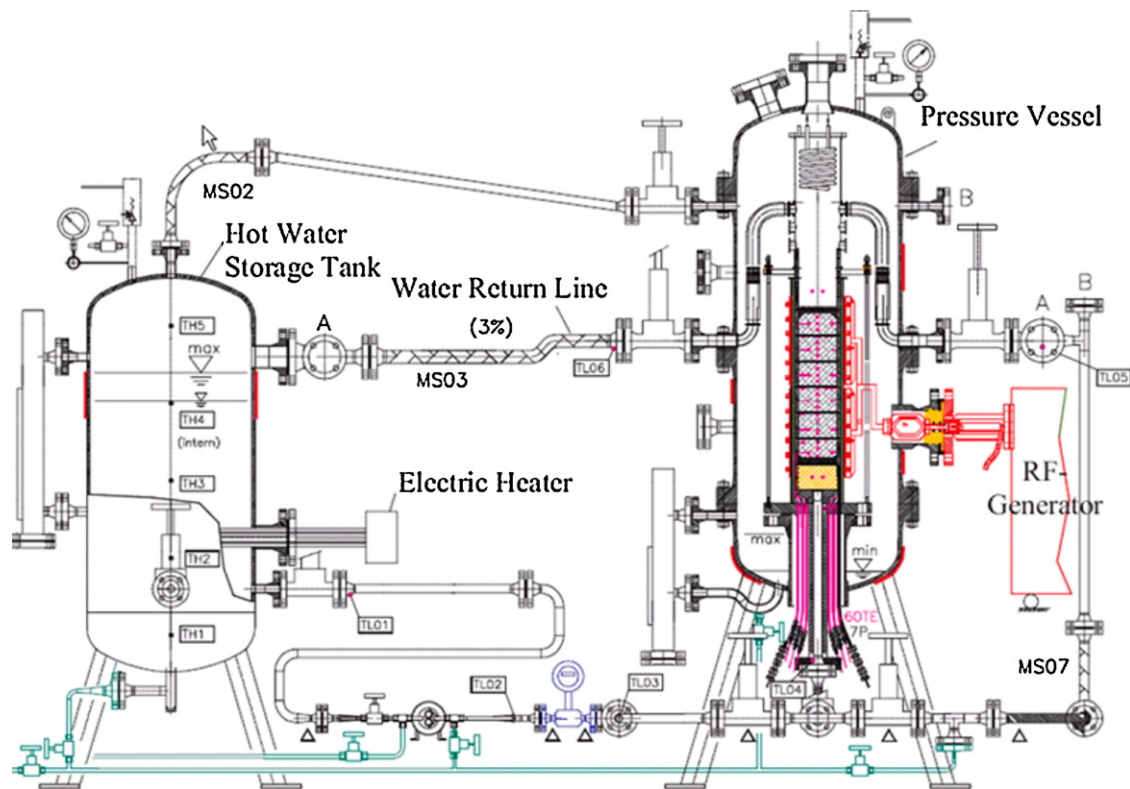 Pressure Vessel
MS02
B
Hot Water
Storage Tank
Water Return Line
(3%)
A
B
A
TH5
max
TL06
MS03
TL05
TH4
(intern)
TH3
Electric Heater
RF-
Generator
max
min
TH2
TL01
60TE
7P.
TH1
MS07
TL02
TL03
TL04